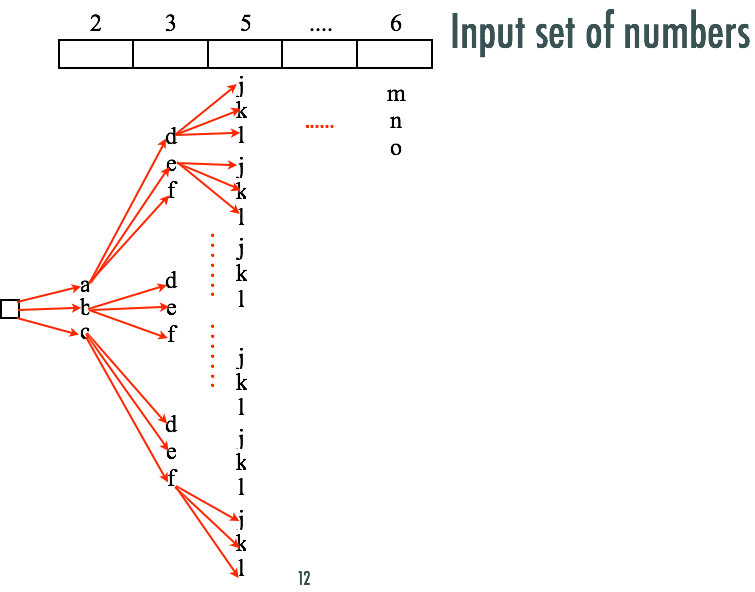 Input set of numbers
2 3 5 .... 6
a
b
c
d
e
f
d
e
f
d
e
f
j
k
l
j
k
l
j
k
l
j
k
l
j
k
l
j
k
l
......
m
n
o
12